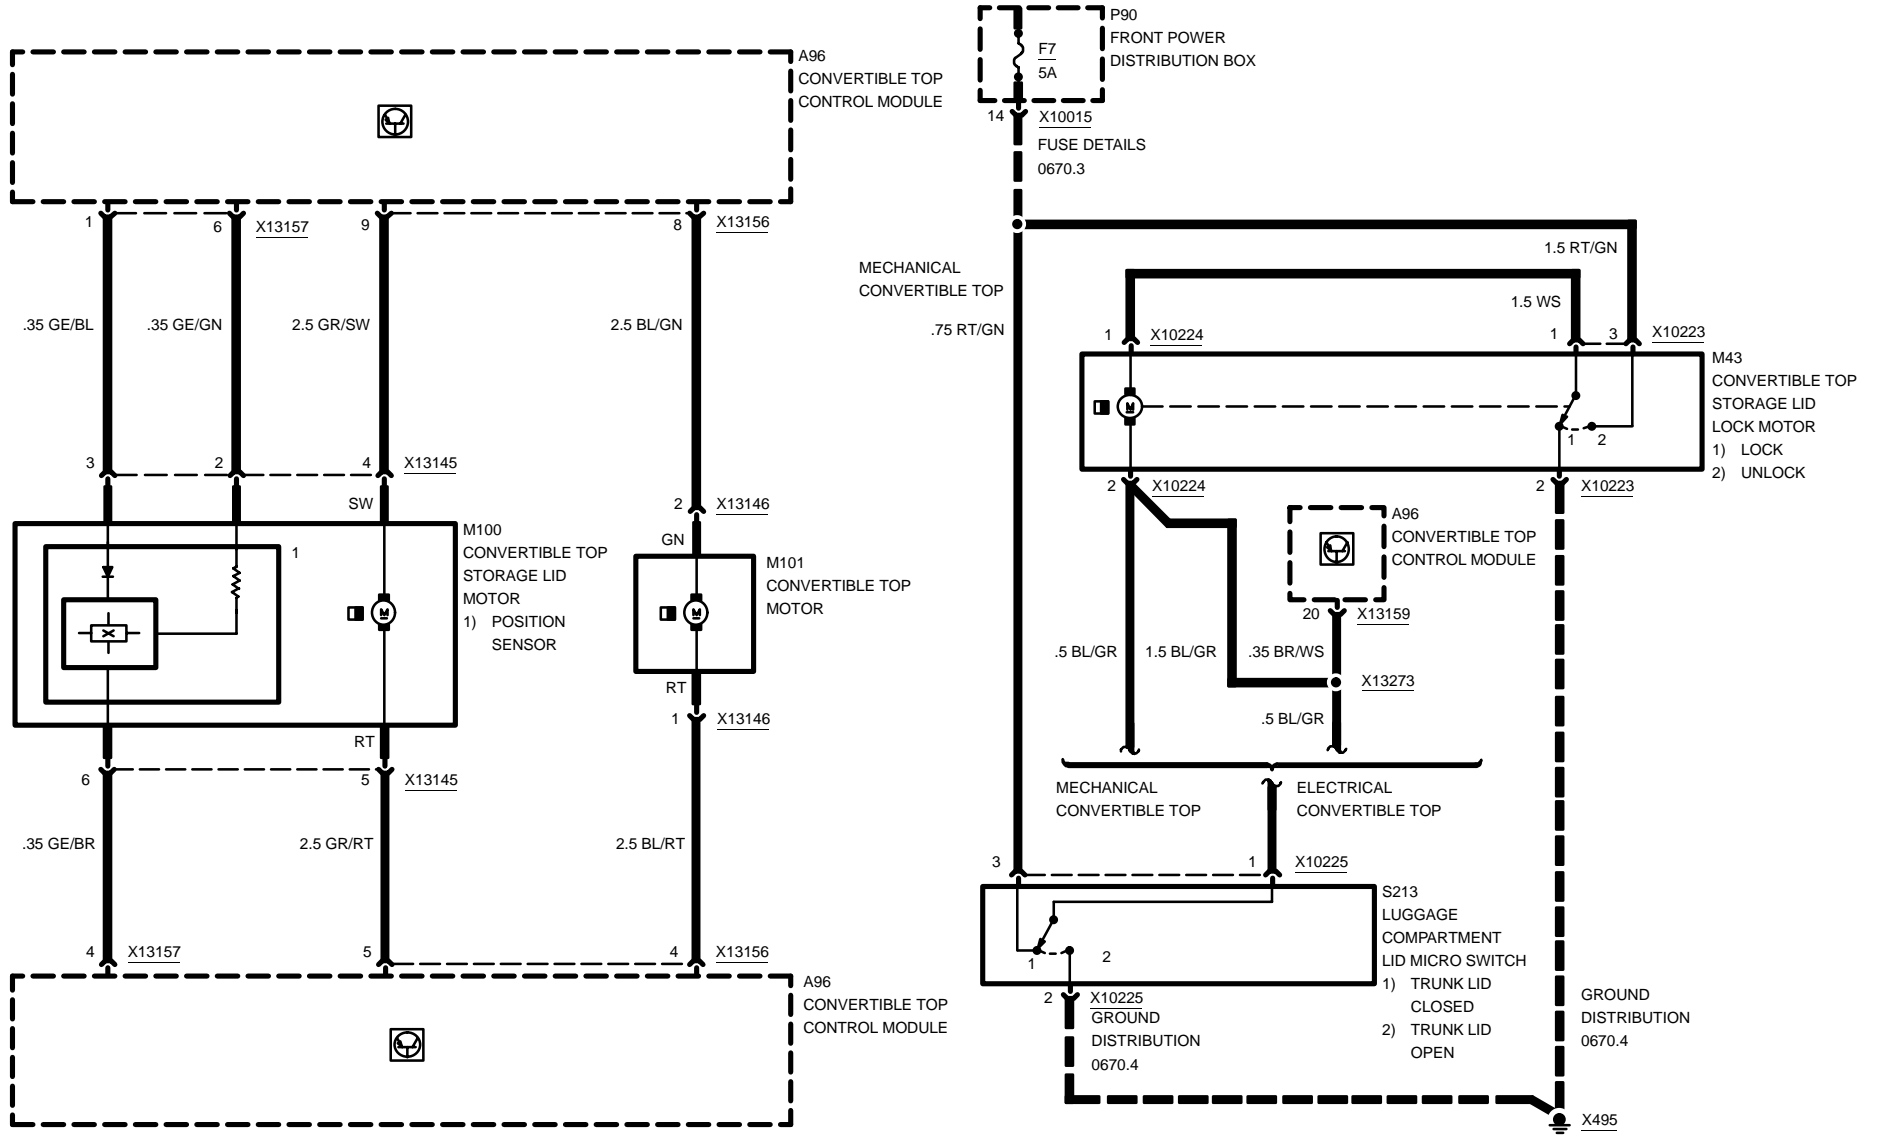 A96
CONVERTIBLE TOP
CONTROL MODULE
1
6
X13157
9
8
X13156
.35 GE/BL
.35 GE/GN
2.5 GR/SW
2.5 BL/GN
3
2
4
X13145
SW
2
X13146
GN
M100
CONVERTIBLE TOP
STORAGE LID
MOTOR
1) POSITION
SENSOR
1
M
M
M101
CONVERTIBLE TOP
MOTOR
RT
1
X13146
RT
6
5
X13145
.35 GE/BR
2.5 GR/RT
2.5 BL/RT
4
X13157
5
4
X13156
A96
CONVERTIBLE TOP
CONTROL MODULE
P90
FRONT POWER
DISTRIBUTION BOX
F7
5A
14
X10015
FUSE DETAILS
0670.3
MECHANICAL
CONVERTIBLE TOP
.75 RT/GN
1.5 RT/GN
1.5 WS
1
X10224
1
3
X10223
M
1
2
M43
CONVERTIBLE TOP
STORAGE LID
LOCK MOTOR
1) LOCK
2) UNLOCK
2
X10224
2
X10223
A96
CONVERTIBLE TOP
CONTROL MODULE
20
X13159
.5 BL/GR
1.5 BL/GR
.35 BR/WS
X13273
.5 BL/GR
MECHANICAL
CONVERTIBLE TOP
ELECTRICAL
CONVERTIBLE TOP
3
1
X10225
1
2
S213
LUGGAGE
COMPARTMENT
LID MICRO SWITCH
1) TRUNK LID
CLOSED
2) TRUNK LID
OPEN
2
X10225
GROUND
DISTRIBUTION
0670.4
GROUND
DISTRIBUTION
0670.4
X495